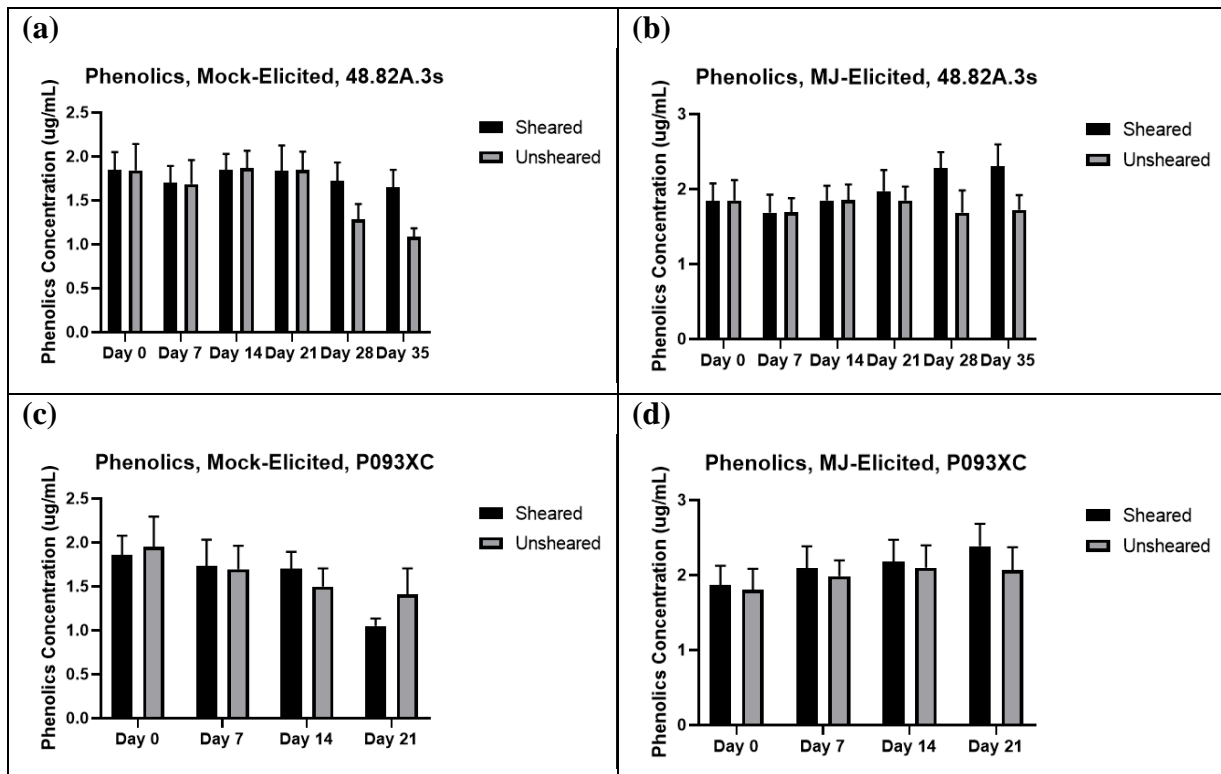 (a)
Phenolics, Mock-Elicited, 48.82A.3s
Phenolics Concentration (ug/mL)
2.5
2.0
1.5
1.0
0.5
0.0
Day 0 Day 7 Day 14 Day 21 Day 28 Day 35
Sheared
Unsheared
(b)
Phenolics, MJ-Elicited, 48.82A.3s
Phenolics Concentration (ug/mL)
3
2
1
0
Day 0 Day 7 Day 14 Day 21 Day 28 Day 35
Sheared
Unsheared
(c)
Phenolics, Mock-Elicited, P093XC
Phenolics Concentration (ug/mL)
2.5
2.0
1.5
1.0
0.5
0.0
Day 0 Day 7 Day 14 Day 21
Sheared
Unsheared
(d)
Phenolics, MJ-Elicited, P093XC
Phenolics Concentration (ug/mL)
3
2
1
0
Day 0 Day 7 Day 14 Day 21
Sheared
Unsheared